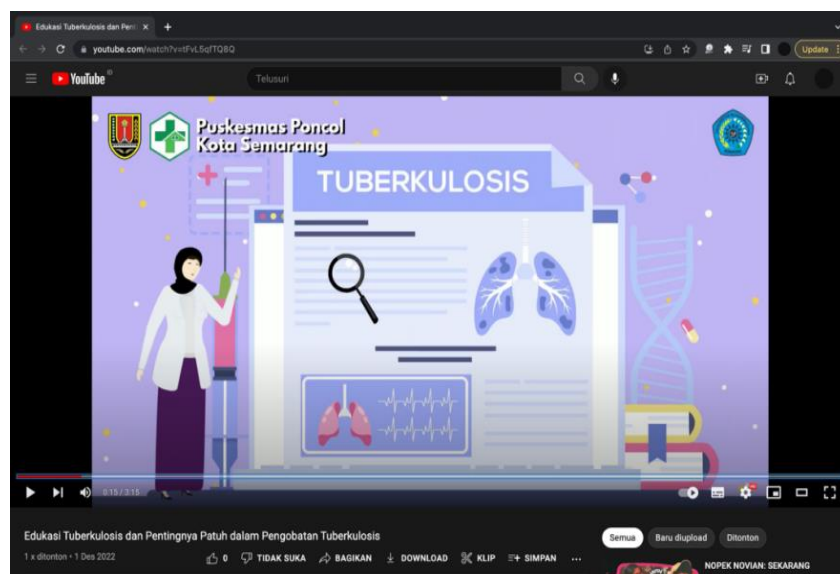 Edukasi Tuberkulosis dan Pent
youtube.com/watch?v=tFvL5qfTQ8Q
Update
YouTube ID
Telusuri
Puskesmas Poncol
Kota Semarang
TUBERKULOSIS
0:15 / 3:15
Edukasi Tuberkulosis dan Pentingnya Patuh dalam Pengobatan Tuberkulosis
1 x ditonton • 1 Des 2022
0 TIDAK SUKA BAGIKAN DOWNLOAD KLIP SIMPAN ...
Semua Baru diupload Ditonton
NOPEK NOVIAN: SEKARANG